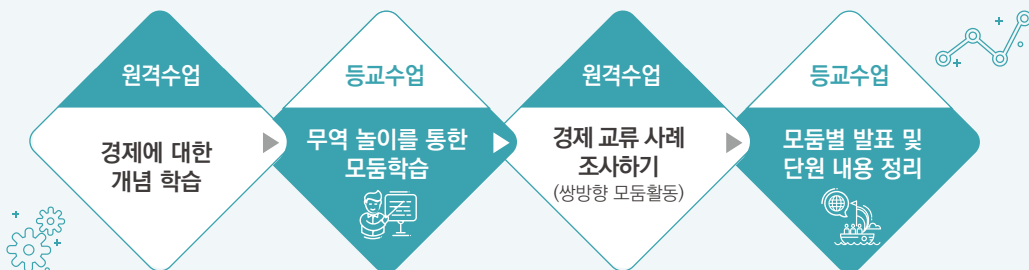 원격수업
경제에 대한
개념 학습
등교수업
무역 놀이를 통한
모둠학습
원격수업
경제 교류 사례
조사하기
(쌍방향 모둠활동)
등교수업
모둠별 발표 및
단원 내용 정리